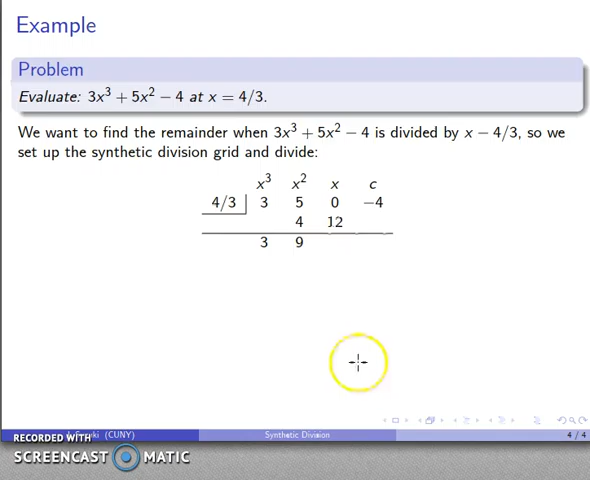 Example
Problem
Evaluate: 3x³ + 5x² − 4 at x = 4/3.
We want to find the remainder when 3x³ + 5x² − 4 is divided by x − 4/3, so we
set up the synthetic division grid and divide:
x³ x² x c
4/3 3 5 0 −4
4 12
3 9
(CUNY) Synthetic Division 4 / 4
RECORDED WITH
SCREENCAST MATIC